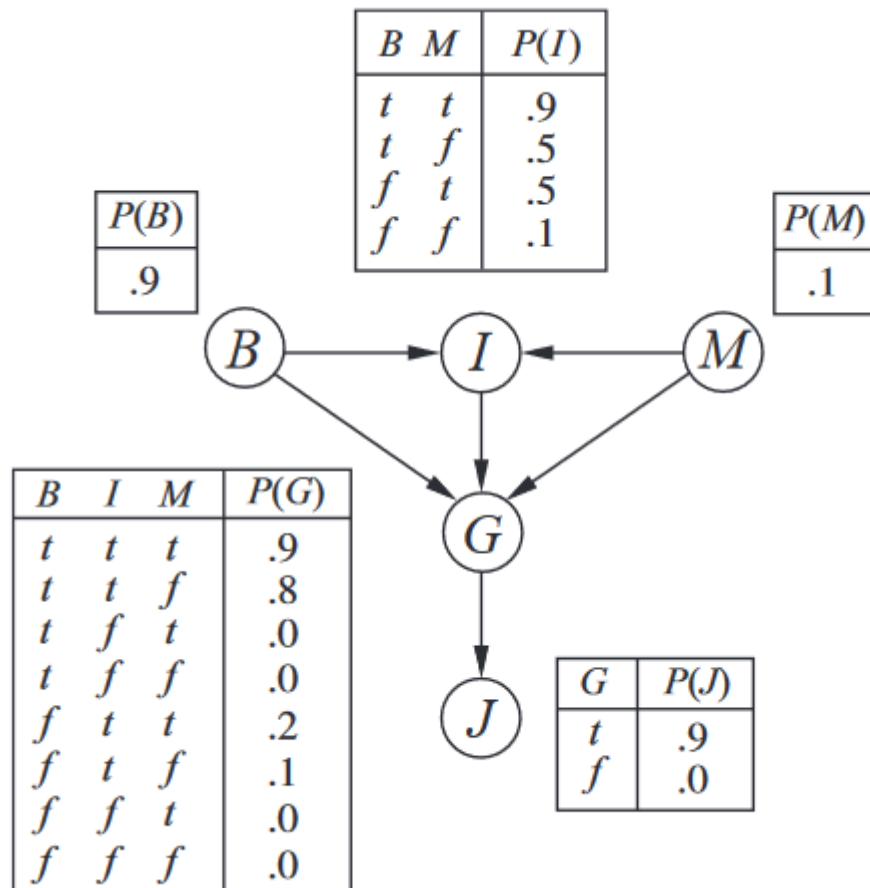 B M P(I)
t t .9
t f .5
f t .5
f f .1
P(B)
.9
P(M)
.1
B
I
M
B I M P(G)
t t t .9
t t f .8
t f t .0
t f f .0
f t t .2
f t f .1
f f t .0
f f f .0
G
J
G P(J)
t .9
f .0